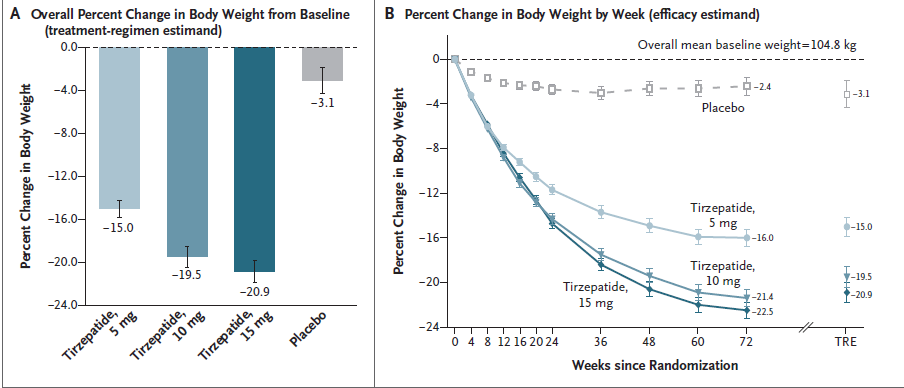 A Overall Percent Change in Body Weight from Baseline
(treatment-regimen estimand)
Percent Change in Body Weight
0.0
−4.0
−8.0
−12.0
−16.0
−20.0
−24.0
−15.0
−19.5
−20.9
−3.1
Tirzepatide,
5 mg
Tirzepatide,
10 mg
Tirzepatide,
15 mg
Placebo
B Percent Change in Body Weight by Week (efficacy estimand)
Overall mean baseline weight=104.8 kg
Percent Change in Body Weight
0
−4
−8
−12
−16
−20
−24
−2.4
Placebo
−3.1
Tirzepatide,
5 mg
−16.0
−15.0
Tirzepatide,
10 mg
−21.4
−19.5
Tirzepatide,
15 mg
−22.5
−20.9
0 4 8 12 16 20 24 36 48 60 72 TRE
Weeks since Randomization